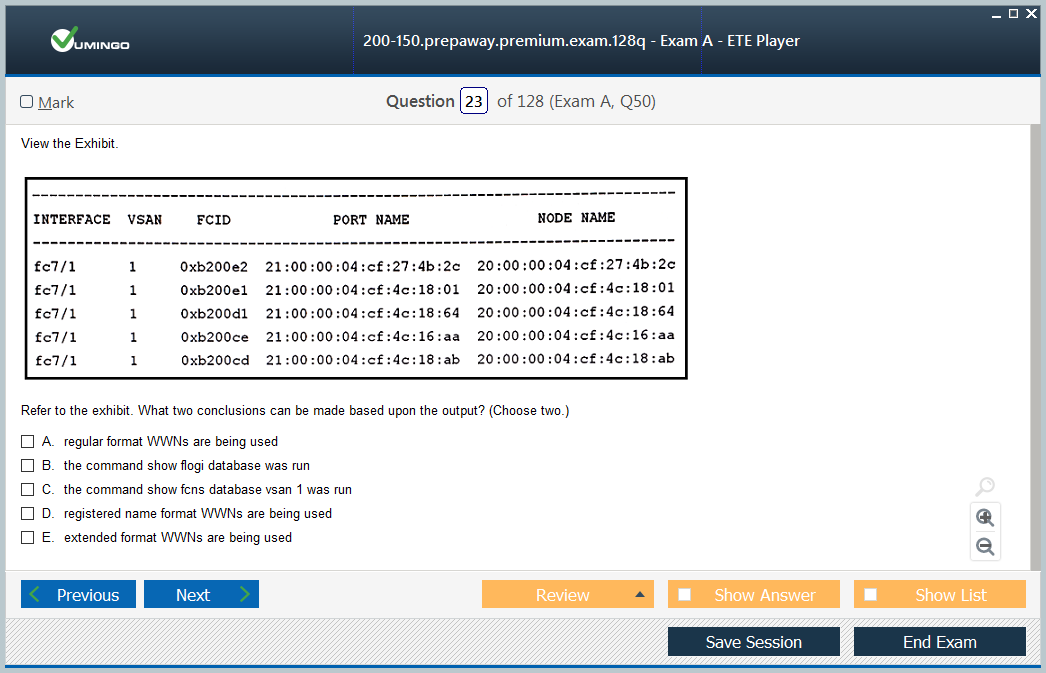 VUMINGO
200-150.prepaway.premium.exam.128q - Exam A - ETE Player
Mark
Question 23 of 128 (Exam A, Q50)
View the Exhibit.
INTERFACE VSAN FCID PORT NAME NODE NAME
fc7/1 1 0xb200e2 21:00:00:04:cf:27:4b:2c 20:00:00:04:cf:27:4b:2c
fc7/1 1 0xb200e1 21:00:00:04:cf:4c:18:01 20:00:00:04:cf:4c:18:01
fc7/1 1 0xb200d1 21:00:00:04:cf:4c:18:64 20:00:00:04:cf:4c:18:64
fc7/1 1 0xb200ce 21:00:00:04:cf:4c:16:aa 20:00:00:04:cf:4c:16:aa
fc7/1 1 0xb200cd 21:00:00:04:cf:4c:18:ab 20:00:00:04:cf:4c:18:ab
Refer to the exhibit. What two conclusions can be made based upon the output? (Choose two.)
A. regular format WWNs are being used
B. the command show flogi database was run
C. the command show fcns database vsan 1 was run
D. registered name format WWNs are being used
E. extended format WWNs are being used
Previous Next Review Show Answer Show List
Save Session End Exam